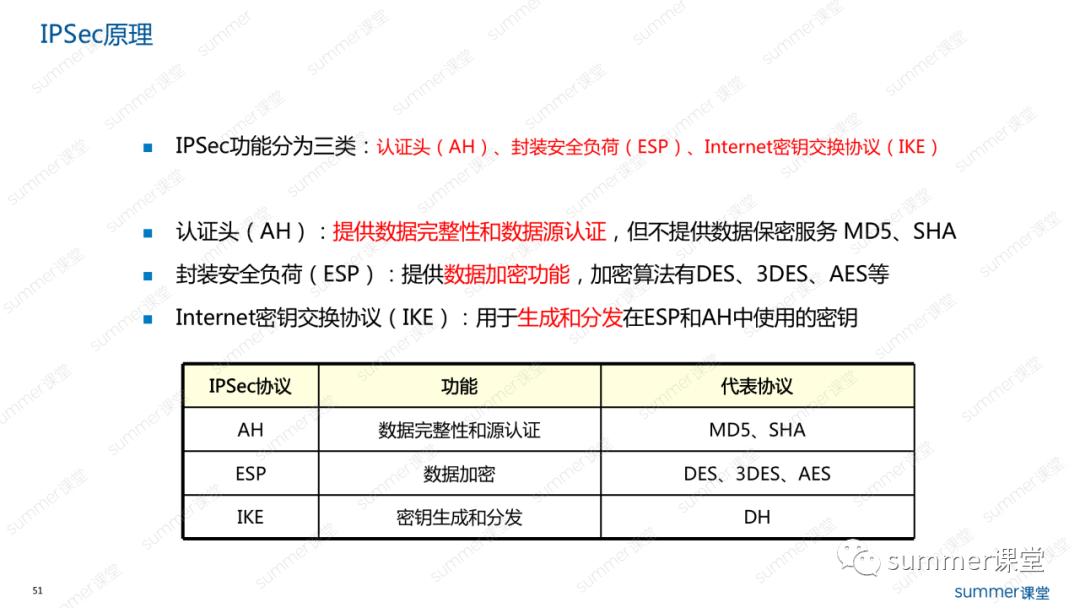 IPSec原理
IPSec功能分为三类：认证头（AH）、封装安全负荷（ESP）、Internet密钥交换协议（IKE）
认证头（AH）：提供数据完整性和数据源认证，但不提供数据保密服务 MD5、SHA
封装安全负荷（ESP）：提供数据加密功能，加密算法有DES、3DES、AES等
Internet密钥交换协议（IKE）：用于生成和分发在ESP和AH中使用的密钥
IPSec协议 功能 代表协议
AH 数据完整性和源认证 MD5、SHA
ESP 数据加密 DES、3DES、AES
IKE 密钥生成和分发 DH
summer课堂
51
summer课堂